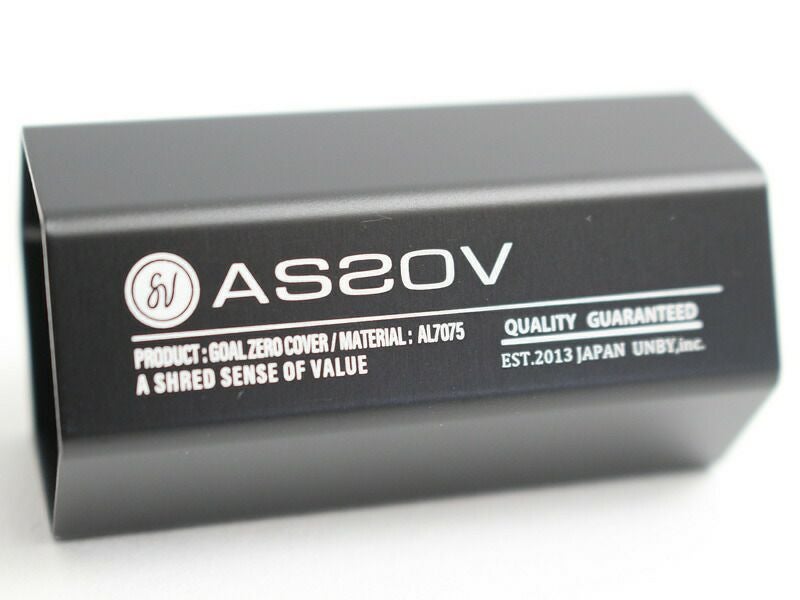 AS2OV
PRODUCT : GOAL ZERO COVER / MATERIAL : AL7075
A SHRED SENSE OF VALUE
QUALITY GUARANTEED
EST.2013 JAPAN UNBY,inc.